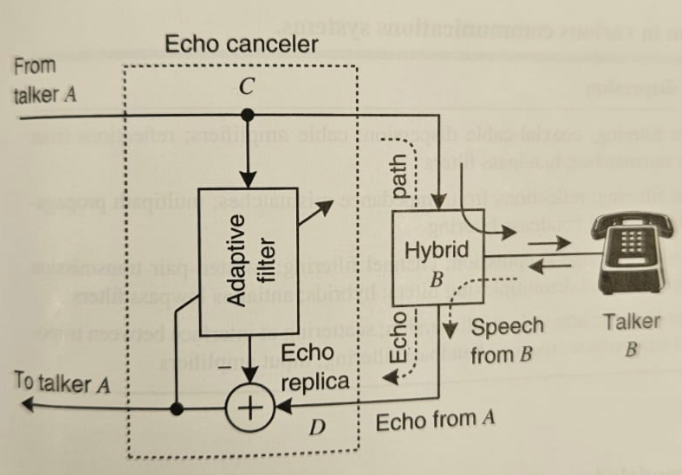 Echo canceler
From
talker A
C
path
Adaptive
filter
Hybrid
B
Echo
Speech
from B
Talker
B
Echo
replica
−
To talker A
+
D
Echo from A